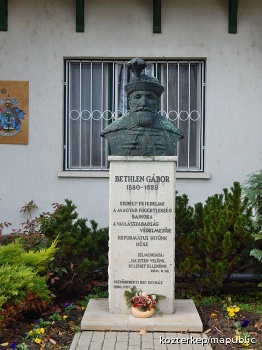 BETHLEN GÁBOR
1580-1629
ERDÉLY FEJEDELME
A MAGYAR FÜGGETLENSÉG
BAJNOKA
A VALLÁSSZABADSÁG
VÉDELMEZŐJE
REFORMÁTUS HITÜNK
HŐSE
JELMONDATA:
„HA ISTEN VELÜNK,
KICSODA ELLENÜNK."
kozterkep/mapublic